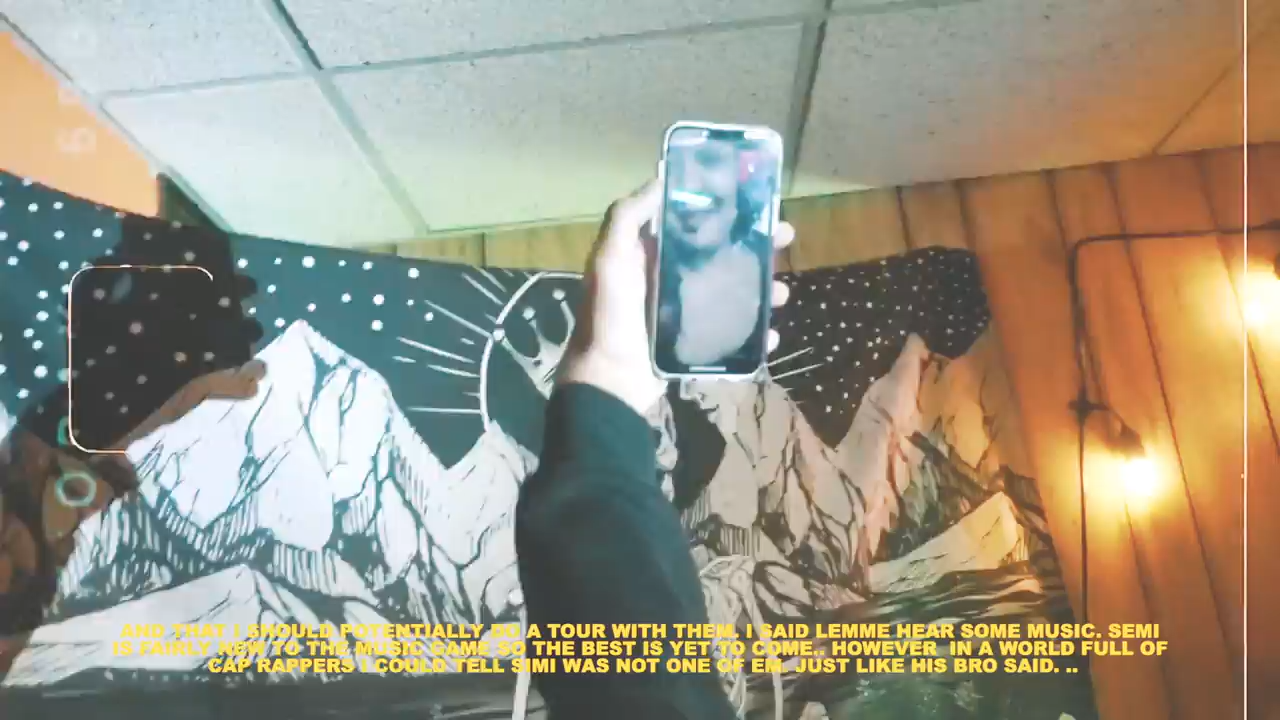 AND THAT I SHOULD POTENTIALLY DO A TOUR WITH THEM. I SAID LEMME HEAR SOME MUSIC. SEMI
IS FAIRLY NEW TO THE MUSIC GAME SO THE BEST IS YET TO COME.. HOWEVER  IN A WORLD FULL OF
CAP RAPPERS I COULD TELL SIMI WAS NOT ONE OF EM. JUST LIKE HIS BRO SAID. ..